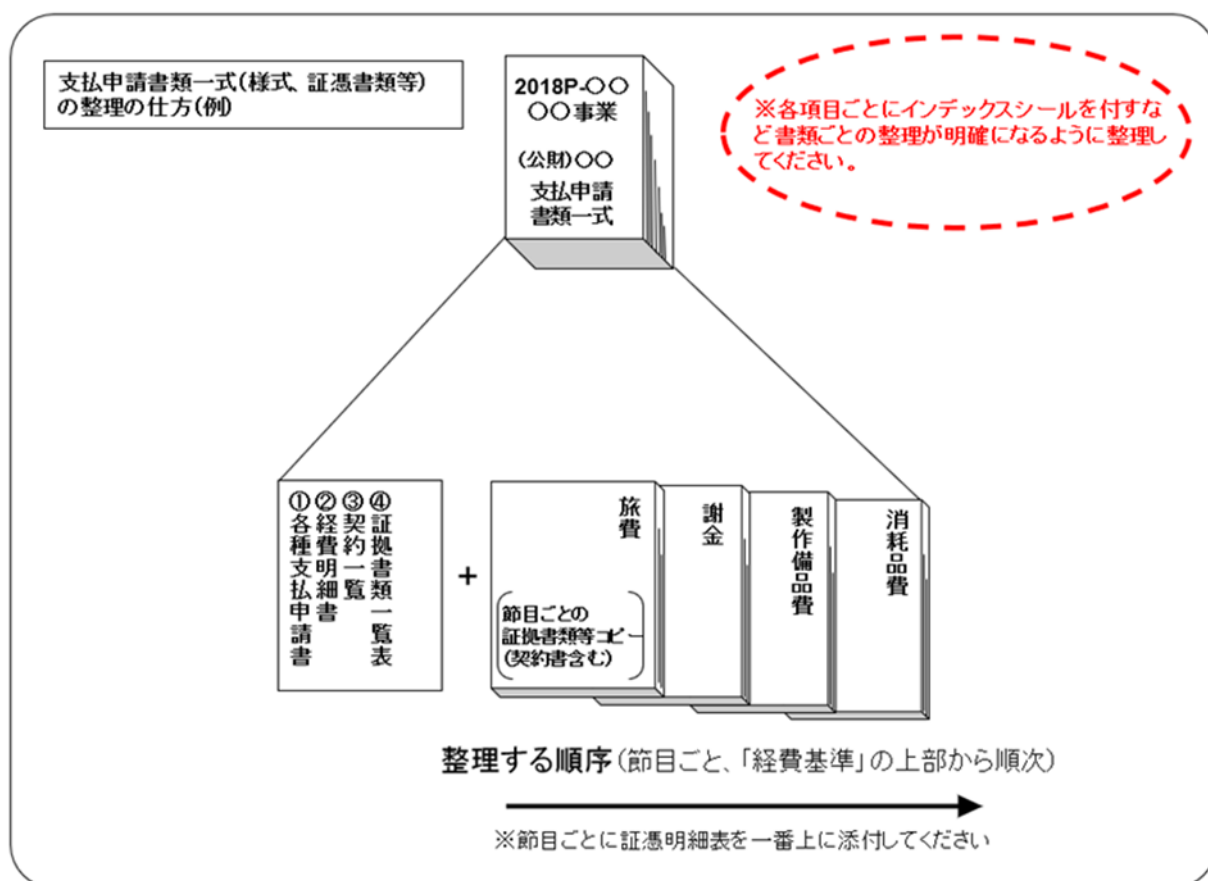 支払申請書類一式(様式、証憑書類等)
の整理の仕方(例)
2018P-○○
○○事業
(公財)○○
支払申請
書類一式
※各項目ごとにインデックスシールを付すな
ど書類ごとの整理が明確になるように整理し
てください。
①各種支払申請書
②経費明細書
③契約一覧
④証拠書類一覧表
+
旅費
節目ごとの
証拠書類等コピー
(契約書含む)
謝金
製作備品費
消耗品費
整理する順序(節目ごと、「経費基準」の上部から順次)
※節目ごとに証憑明細表を一番上に添付してください